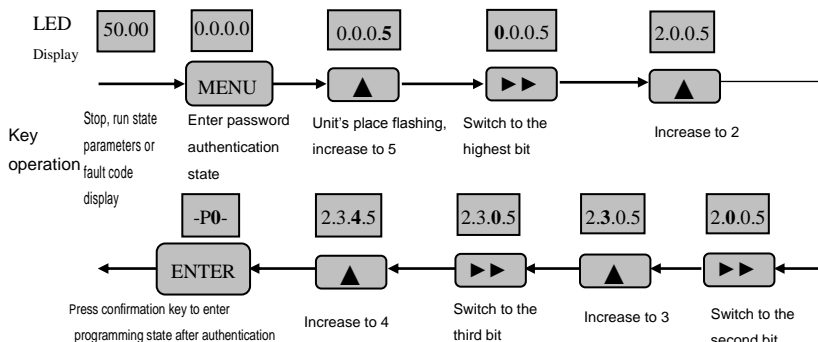 LED
Display
50.00 0.0.0.0 0.0.0.5 0.0.0.5 2.0.0.5
MENU ▲ ►► ▲
Key
operation
Stop, run state
parameters or
fault code
display
Enter password
authentication
state
Unit's place flashing,
increase to 5
Switch to the
highest bit
Increase to 2
-P0- 2.3.4.5 2.3.0.5 2.3.0.5 2.0.0.5
ENTER ▲ ►► ▲ ►►
Press confirmation key to enter
programming state after authentication
Increase to 4
Switch to the
third bit
Increase to 3
Switch to the
second bit